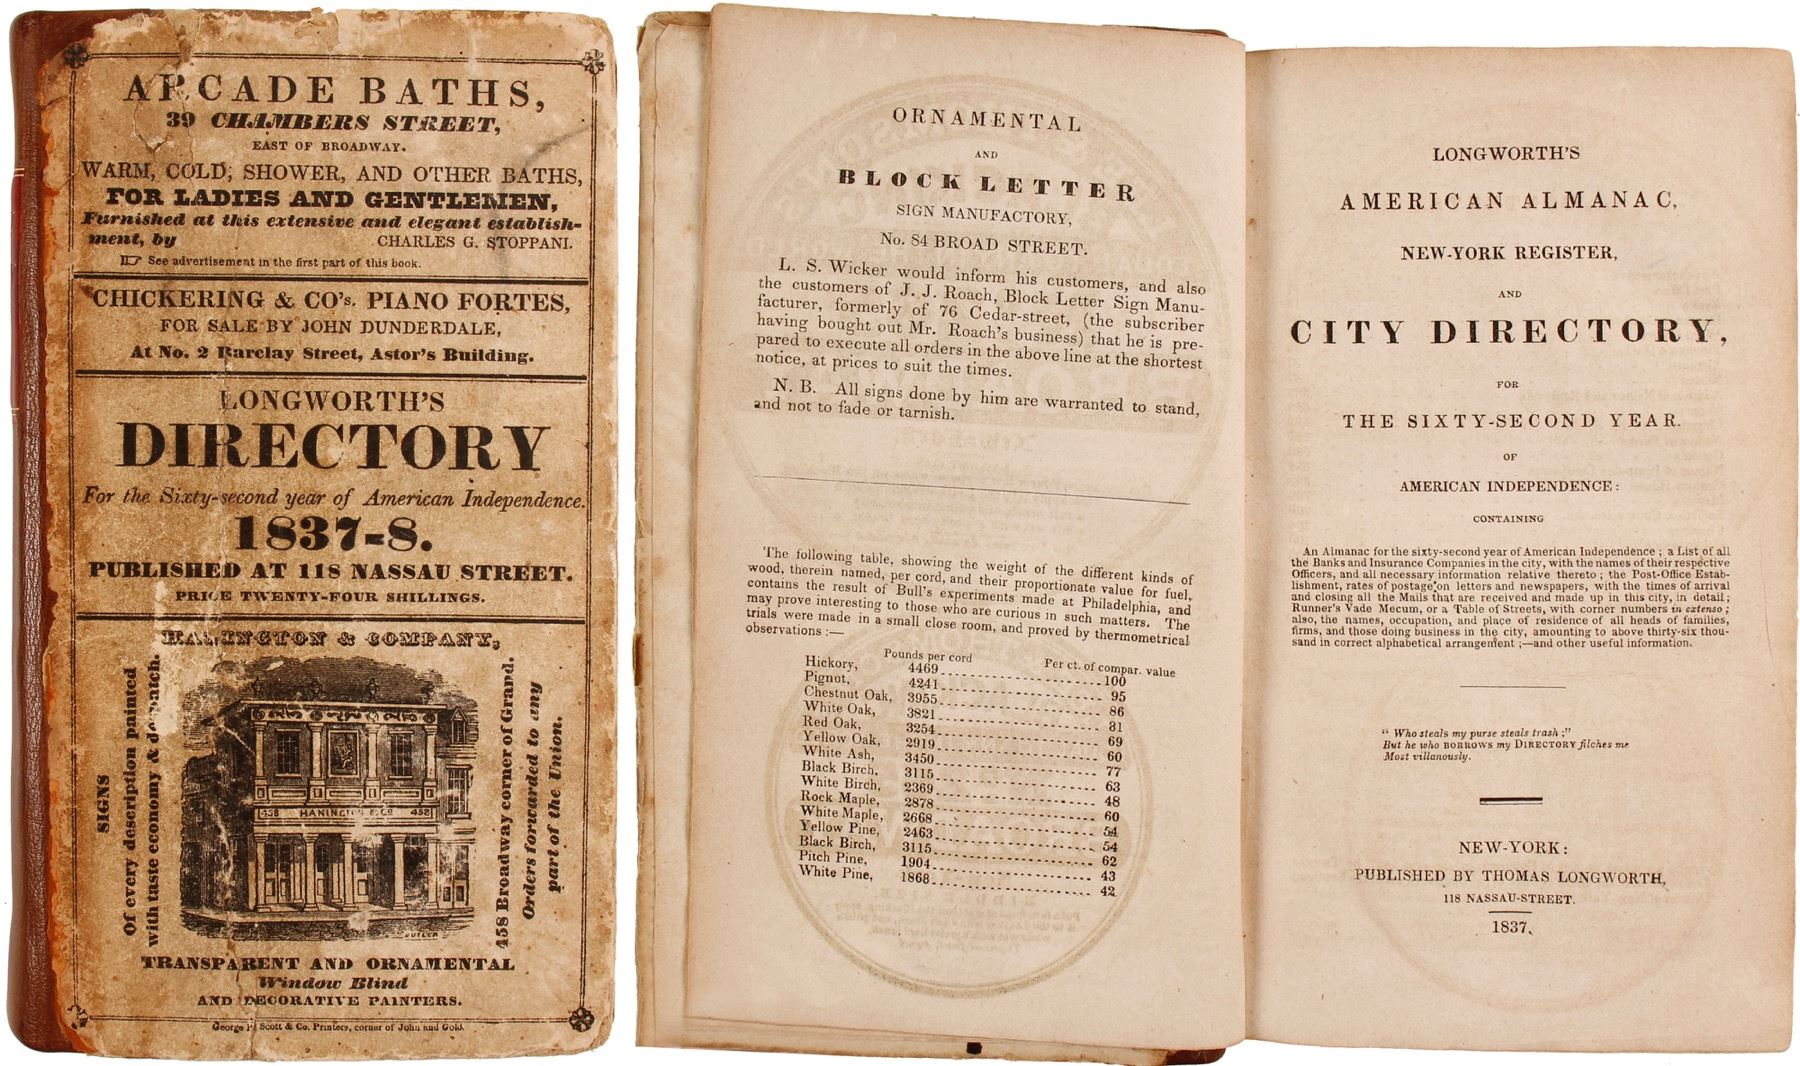 ARCADE BATHS,
39 CHAMBERS STREET,
EAST OF BROADWAY.
WARM, COLD; SHOWER, AND OTHER BATHS,
FOR LADIES AND GENTLEMEN,
Furnished at this extensive and elegant establish-
ment, by CHARLES G. STOPPANI.
☞ See advertisement in the first part of this book.
CHICKERING & CO's. PIANO FORTES,
FOR SALE BY JOHN DUNDERDALE,
At No. 2 Barclay Street, Astor's Building.
LONGWORTH'S
DIRECTORY
For the Sixty-second year of American Independence.
1837-8.
PUBLISHED AT 118 NASSAU STREET.
PRICE TWENTY-FOUR SHILLINGS.
HANINGTON & COMPANY,
SIGNS
Of every description painted
with taste economy & despatch.
458 HANINGTON & Co 458
BUTLER
458 Broadway corner of Grand.
Orders forwarded to any
part of the Union.
TRANSPARENT AND ORNAMENTAL
Window Blind
AND DECORATIVE PAINTERS.
George P. Scott & Co. Printers, corner of John and Gold.
ORNAMENTAL
AND
BLOCK LETTER
SIGN MANUFACTORY,
No. 84 BROAD STREET.
L. S. Wicker would inform his customers, and also
the customers of J. J. Roach, Block Letter Sign Manu-
facturer, formerly of 76 Cedar-street, (the subscriber
having bought out Mr. Roach's business) that he is pre-
pared to execute all orders in the above line at the shortest
notice, at prices to suit the times.
N. B. All signs done by him are warranted to stand,
and not to fade or tarnish.
The following table, showing the weight of the different kinds of
wood, therein named, per cord, and their proportionate value for fuel,
contains the result of Bull's experiments made at Philadelphia, and
may prove interesting to those who are curious in such matters. The
trials were made in a small close room, and proved by thermometrical
observations :—
Pounds per cord Per ct. of compar. value
Hickory, 4469 100
Pignut, 4241 95
Chestnut Oak, 3955 86
White Oak, 3821 81
Red Oak, 3254 69
Yellow Oak, 2919 60
White Ash, 3450 77
Black Birch, 3115 63
White Birch, 2369 48
Rock Maple, 2878 60
White Maple, 2668 54
Yellow Pine, 2463 54
Black Birch, 3115 62
Pitch Pine, 1904 43
White Pine, 1868 42
LONGWORTH'S
AMERICAN ALMANAC,
NEW-YORK REGISTER,
AND
CITY DIRECTORY,
FOR
THE SIXTY-SECOND YEAR.
OF
AMERICAN INDEPENDENCE:
CONTAINING
An Almanac for the sixty-second year of American Independence ; a List of all
the Banks and Insurance Companies in the city, with the names of their respective
Officers, and all necessary information relative thereto ; the Post-Office Estab-
lishment, rates of postage on letters and newspapers, with the times of arrival
and closing all the Mails that are received and made up in this city, in detail ;
Runner's Vade Mecum, or a Table of Streets, with corner numbers in extenso ;
also, the names, occupation, and place of residence of all heads of families,
firms, and those doing business in the city, amounting to above thirty-six thou-
sand in correct alphabetical arrangement ;—and other useful information.
" Who steals my purse steals trash ;"
But he who BORROWS my DIRECTORY filches me
Most villanously.
NEW-YORK:
PUBLISHED BY THOMAS LONGWORTH,
118 NASSAU-STREET.
1837.